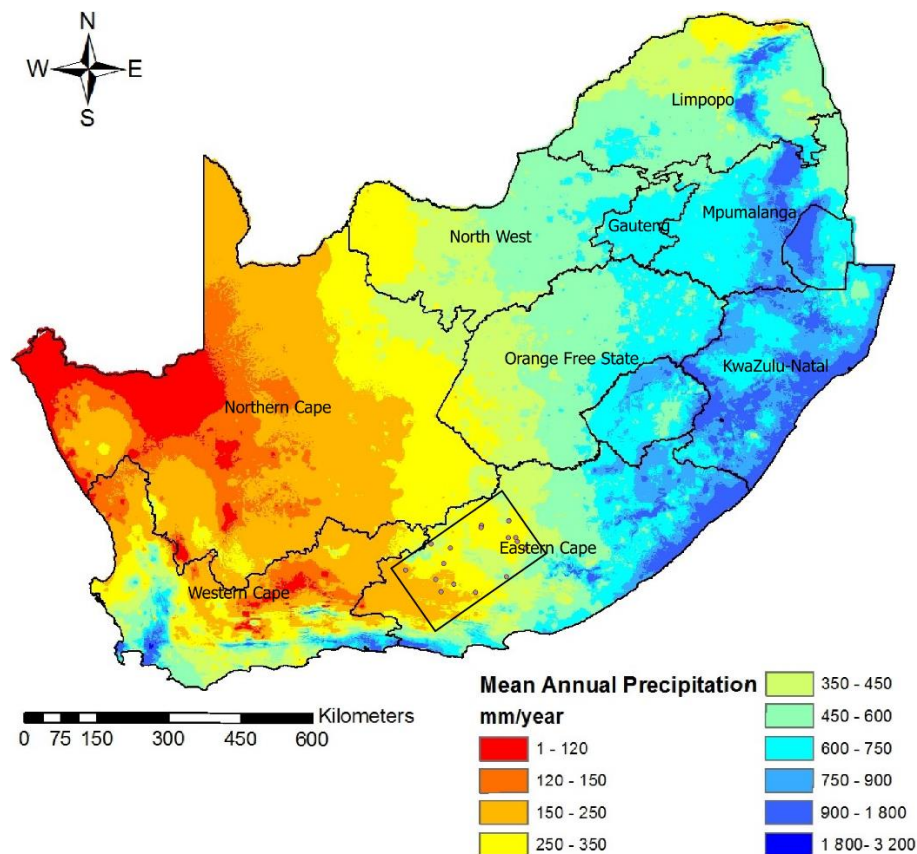 N
W E
S
Limpopo
Mpumalanga
Gauteng
North West
Orange Free State
KwaZulu-Natal
Northern Cape
Eastern Cape
Western Cape
Mean Annual Precipitation
mm/year
1 - 120
120 - 150
150 - 250
250 - 350
350 - 450
450 - 600
600 - 750
750 - 900
900 - 1 800
1 800- 3 200
Kilometers
0 75 150 300 450 600